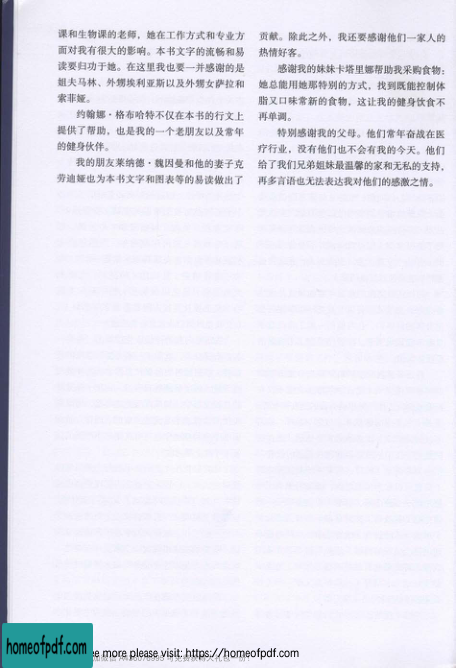 课和生物课的老师，她在工作方式和专业方
面对我有很大的影响。本书文字的流畅和易
读要归功于她。在这里我也要一并感谢的是
姐夫马林、外甥埃利亚斯以及外甥女萨拉和
索菲娅。
约翰娜·格布哈特不仅在本书的行文上
提供了帮助，也是我的一个老朋友以及常年
的健身伙伴。
我的朋友莱纳德·魏因曼和他的妻子克
劳迪娅也为本书文字和图表等的易读做出了
贡献。除此之外，我还要感谢他们一家人的
热情好客。
感谢我的妹妹卡塔里娜帮助我采购食物：
她总能用她那特别的方式，找到既能控制体
脂又口味常新的食物，这让我的健身饮食不
再单调。
特别感谢我的父母。他们常年奋战在医
疗行业，没有他们也不会有我的今天。他们
给了我们兄弟姐妹最温馨的家和无私的支持，
再多言语也无法表达我对他们的感激之情。
homeofpdf.com
ee more please visit: https://homeofpdf.com